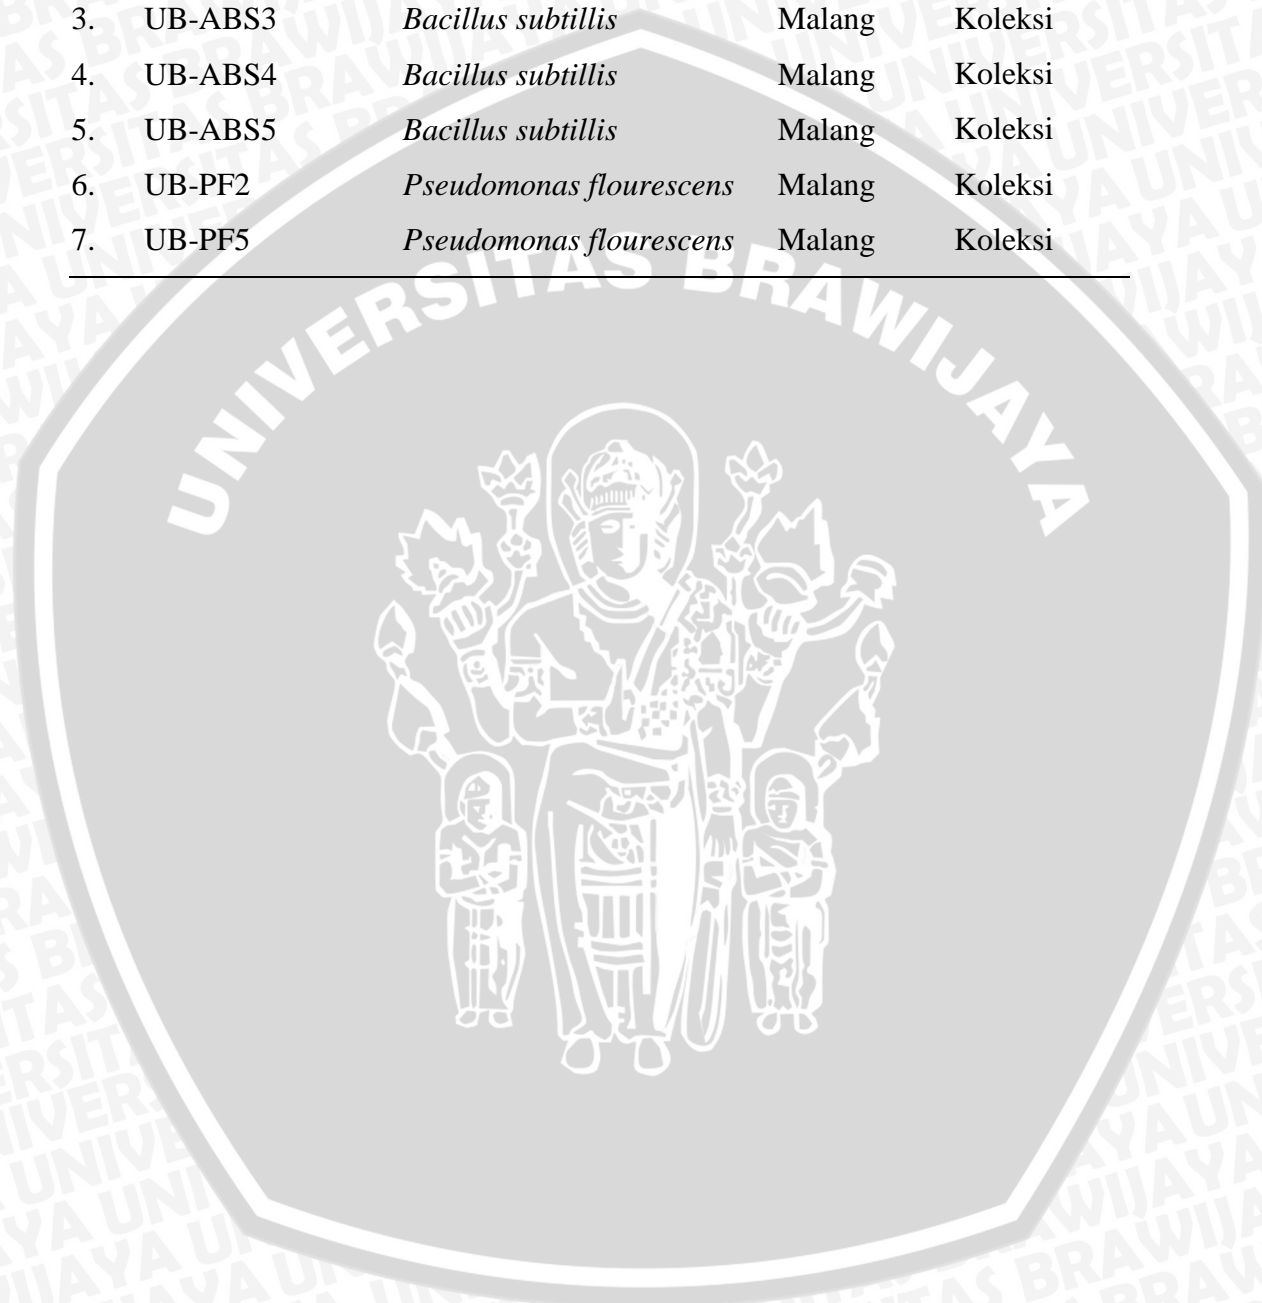 3. UB-ABS3 Bacillus subtillis Malang Koleksi
4. UB-ABS4 Bacillus subtillis Malang Koleksi
5. UB-ABS5 Bacillus subtillis Malang Koleksi
6. UB-PF2 Pseudomonas flourescens Malang Koleksi
7. UB-PF5 Pseudomonas flourescens Malang Koleksi
UNIVERSITAS BRAWIJAYA